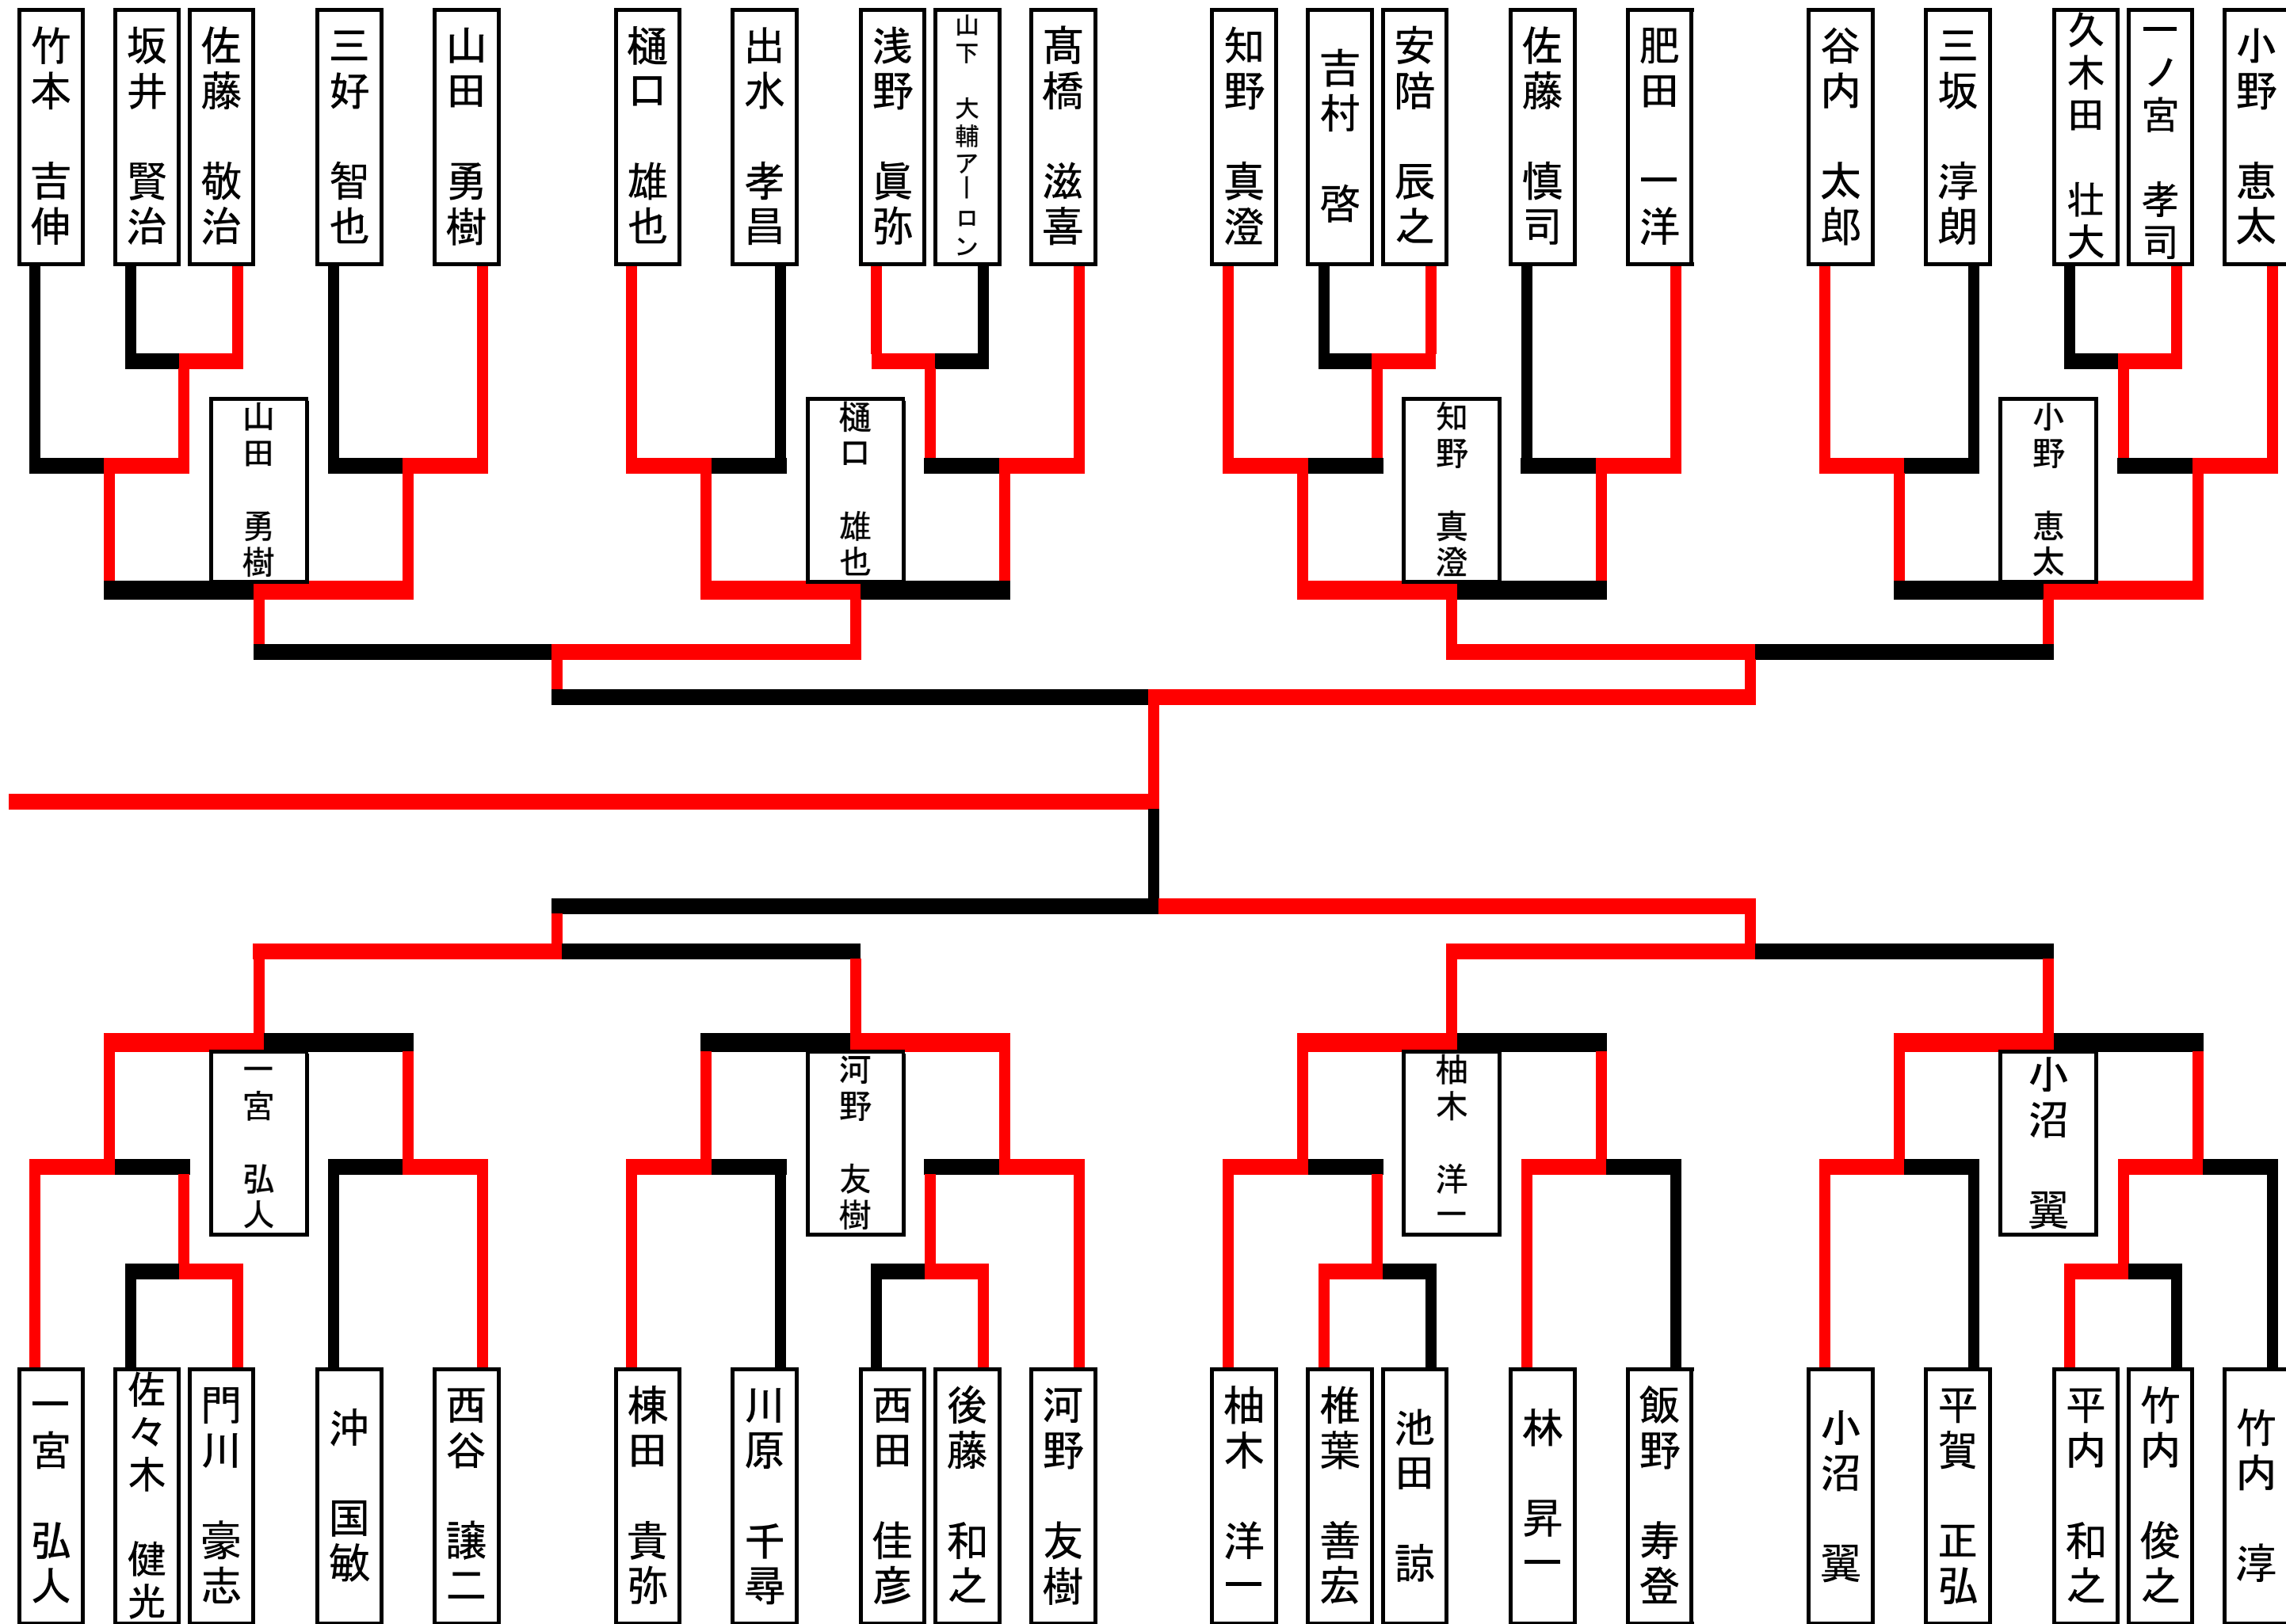 竹本　吉伸
坂井　賢治
佐藤　敬治
三好　智也
山田　勇樹
樋口　雄也
出水　孝昌
浅野　眞弥
山下　大輔アーロン
髙橋　滋喜
知野　真澄
吉村　啓
安陪　辰之
佐藤　慎司
肥田　一洋
谷内　太郎
三坂　淳朗
久木田　壮大
一ノ宮　孝司
小野　恵太
山田　勇樹
樋口　雄也
知野　真澄
小野　恵太
一宮　弘人
河野　友樹
柚木　洋一
小沼　翼
一宮　弘人
佐々木　健光
門川　豪志
沖　国敏
西谷　譲二
棟田　貴弥
川原　千尋
西田　佳彦
後藤　和之
河野　友樹
柚木　洋一
椎葉　善宏
池田　諒
林　昇一
飯野　寿登
小沼　翼
平賀　正弘
平内　和之
竹内　俊之
竹内　淳